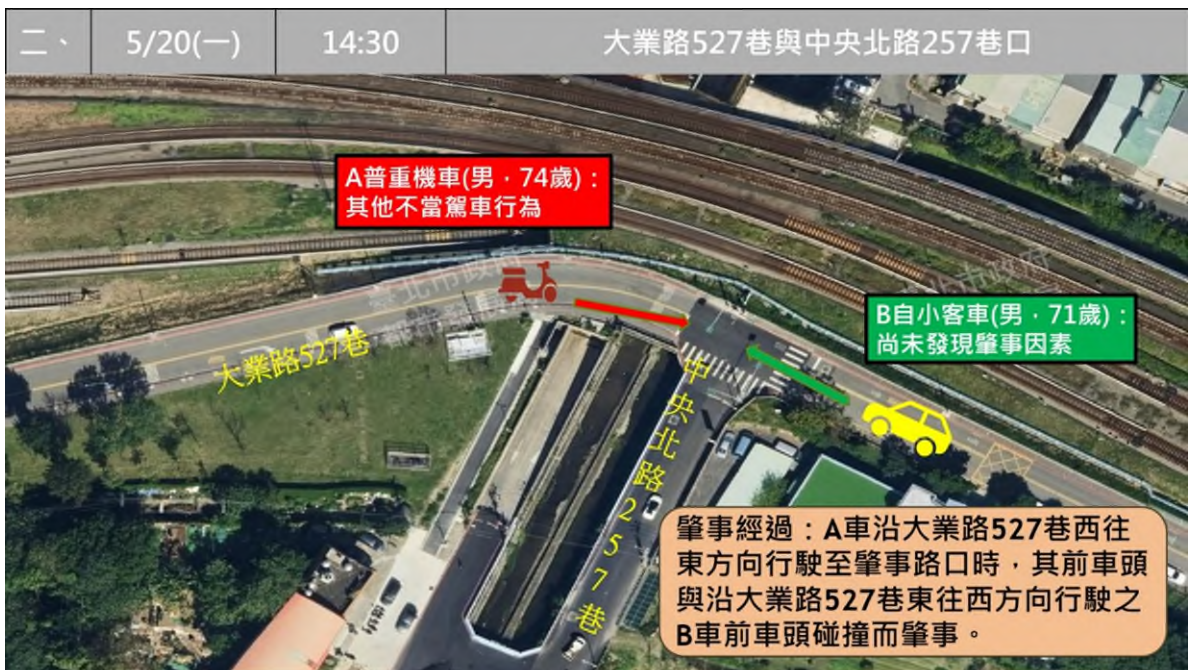 二、 5/20(一) 14:30 大業路527巷與中央北路257巷口
A普重機車(男，74歲)：
其他不當駕車行為
臺北市政府
B自小客車(男，71歲)：
尚未發現肇事因素
大業路527巷
中央北路257巷
肇事經過：A車沿大業路527巷西往
東方向行駛至肇事路口時，其前車頭
與沿大業路527巷東往西方向行駛之
B車前車頭碰撞而肇事。